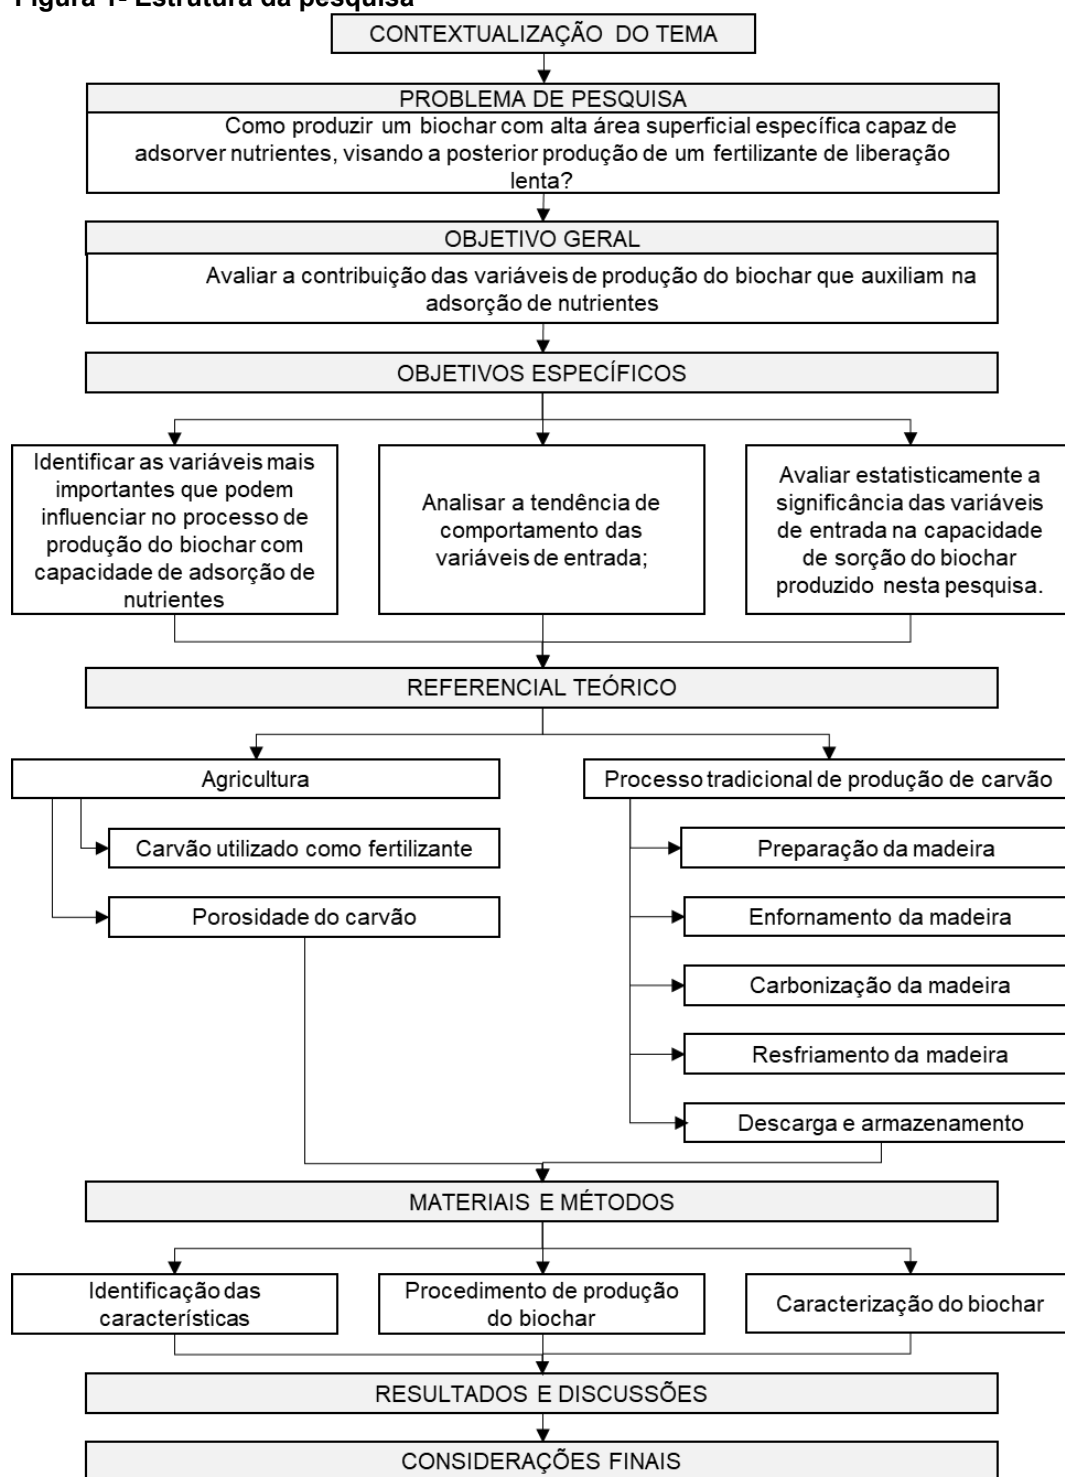 Figura 1- Estrutura da pesquisa
CONTEXTUALIZAÇÃO DO TEMA
PROBLEMA DE PESQUISA
Como produzir um biochar com alta área superficial específica capaz de
adsorver nutrientes, visando a posterior produção de um fertilizante de liberação
lenta?
OBJETIVO GERAL
Avaliar a contribuição das variáveis de produção do biochar que auxiliam na
adsorção de nutrientes
OBJETIVOS ESPECÍFICOS
Identificar as variáveis mais
importantes que podem
influenciar no processo de
produção do biochar com
capacidade de adsorção de
nutrientes
Analisar a tendência de
comportamento das
variáveis de entrada;
Avaliar estatisticamente a
significância das variáveis
de entrada na capacidade
de sorção do biochar
produzido nesta pesquisa.
REFERENCIAL TEÓRICO
Agricultura
Carvão utilizado como fertilizante
Porosidade do carvão
Processo tradicional de produção de carvão
Preparação da madeira
Enfornamento da madeira
Carbonização da madeira
Resfriamento da madeira
Descarga e armazenamento
MATERIAIS E MÉTODOS
Identificação das
características
Procedimento de produção
do biochar
Caracterização do biochar
RESULTADOS E DISCUSSÕES
CONSIDERAÇÕES FINAIS